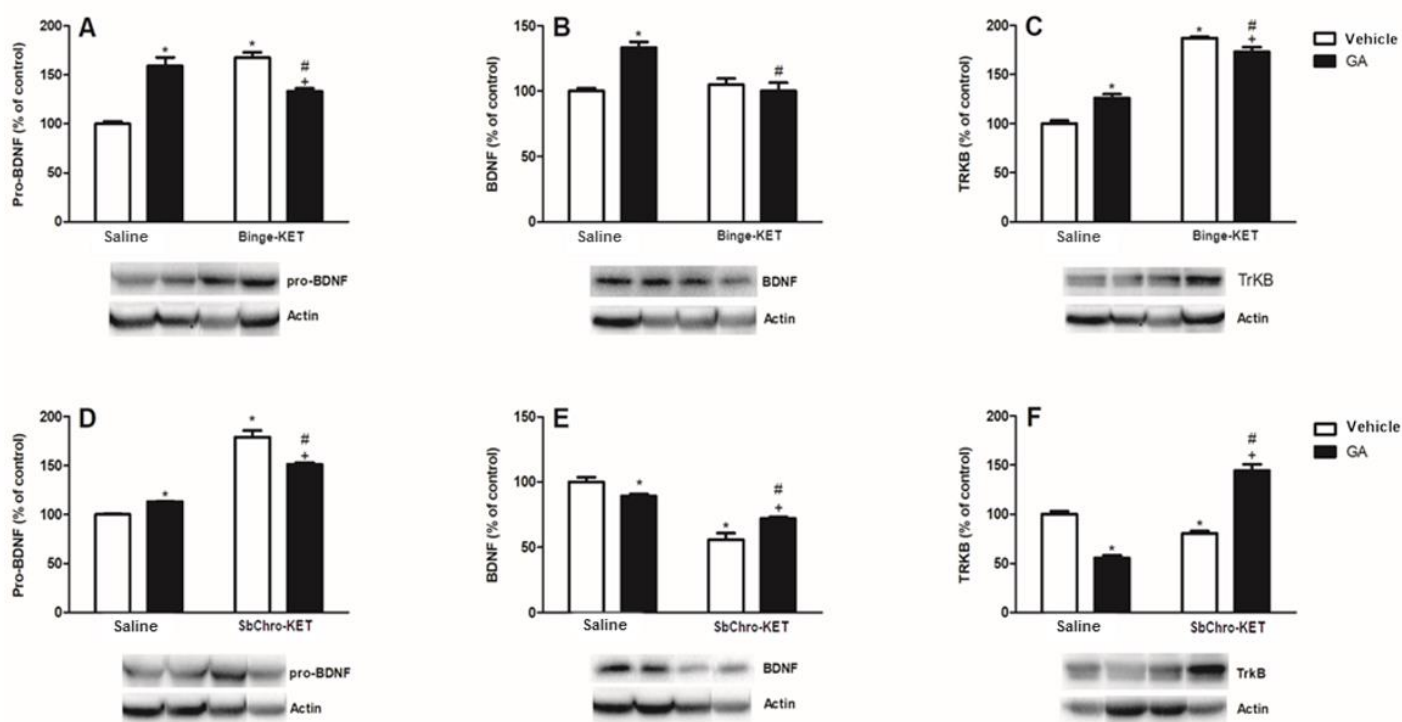 A
Pro-BDNF (% of control)
200
150
100
50
0
*
*
#
+
Saline
Binge-KET
pro-BDNF
Actin
B
BDNF (% of control)
150
100
50
0
*
#
Saline
Binge-KET
BDNF
Actin
C
TRKB (% of control)
200
150
100
50
0
*
*
#
+
Saline
Binge-KET
TrKB
Actin
Vehicle
GA
D
Pro-BDNF (% of control)
200
150
100
50
0
*
*
#
+
Saline
SbChro-KET
pro-BDNF
Actin
E
BDNF (% of control)
150
100
50
0
*
*
#
+
Saline
SbChro-KET
BDNF
Actin
F
TRKB (% of control)
200
150
100
50
0
*
*
#
+
Saline
SbChro-KET
TrkB
Actin
Vehicle
GA